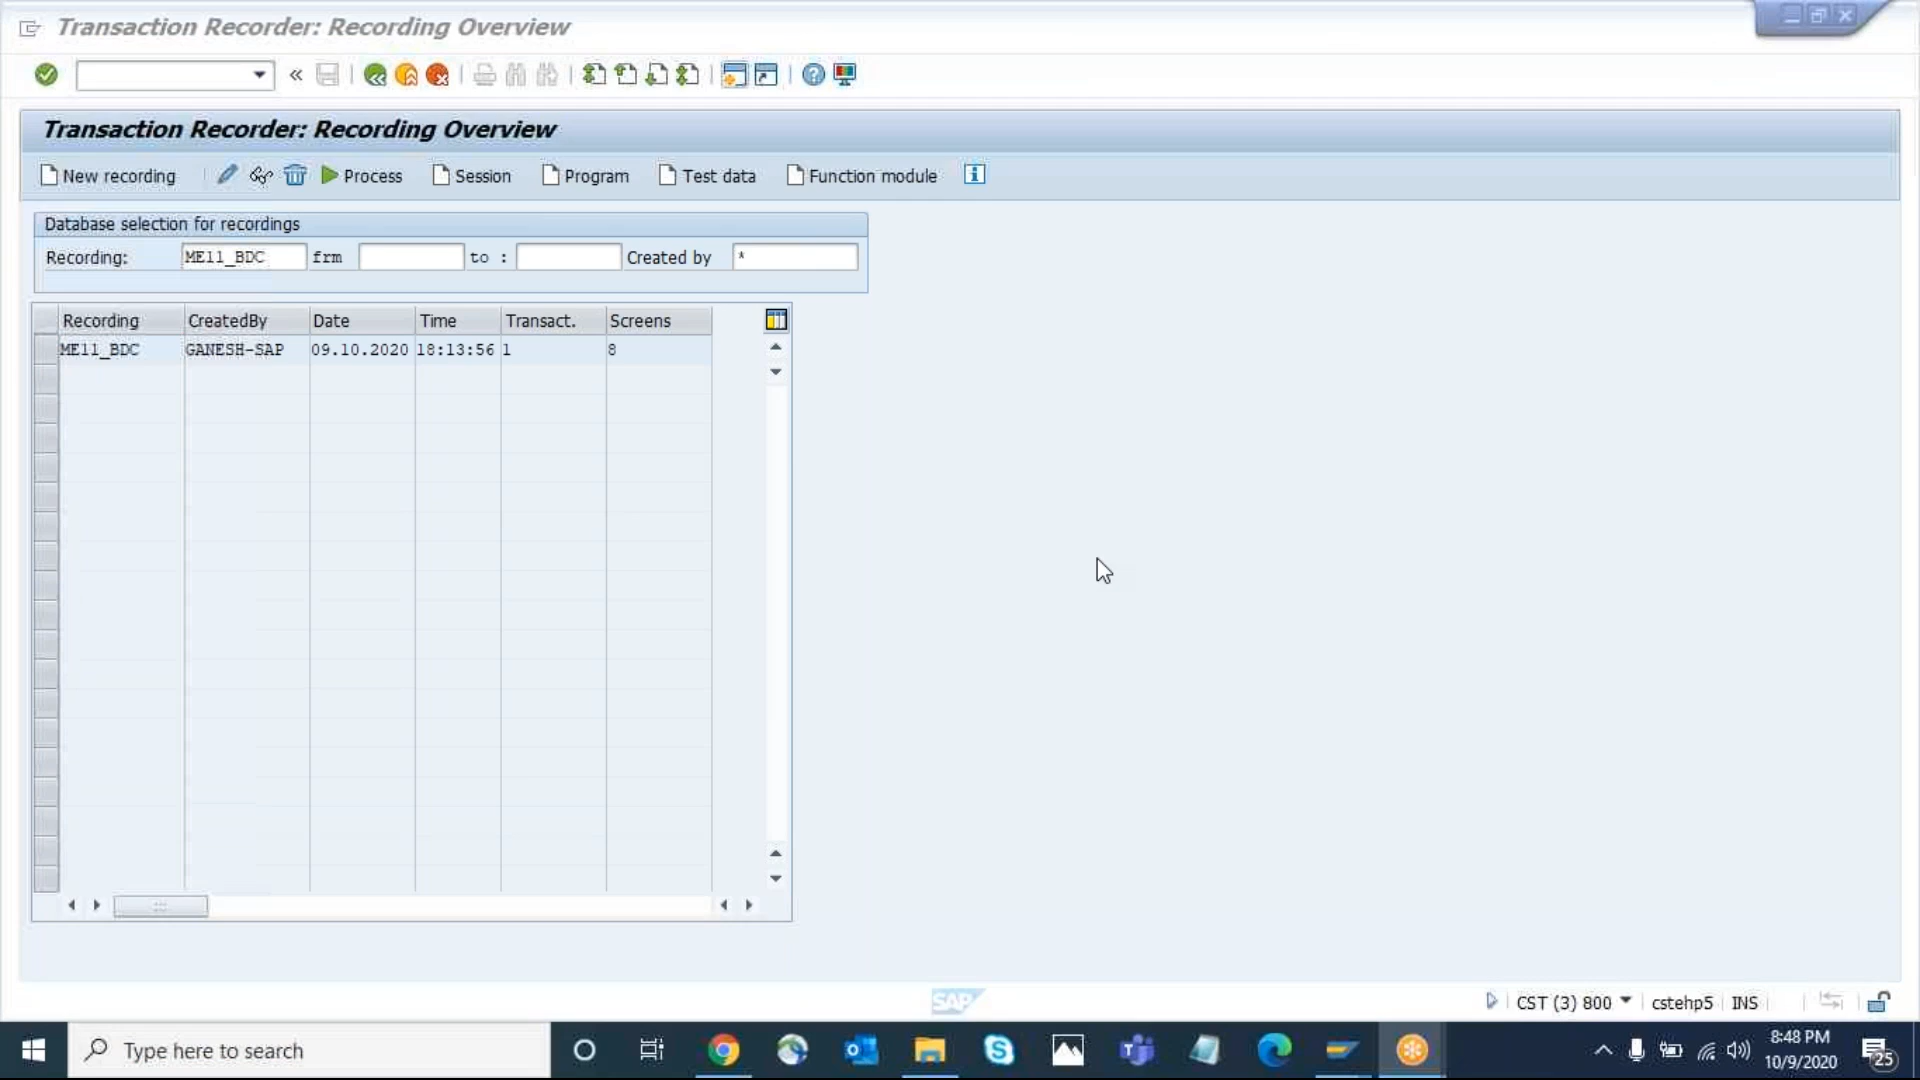 Transaction Recorder: Recording Overview
Transaction Recorder: Recording Overview
New recording Process Session Program Test data Function module
Database selection for recordings
Recording: ME11_BDC frm to : Created by *
Recording CreatedBy Date Time Transact. Screens
ME11_BDC GANESH-SAP 09.10.2020 18:13:56 1 8
SAP
CST (3) 800 cstehp5 INS
Type here to search
8:48 PM
10/9/2020
25